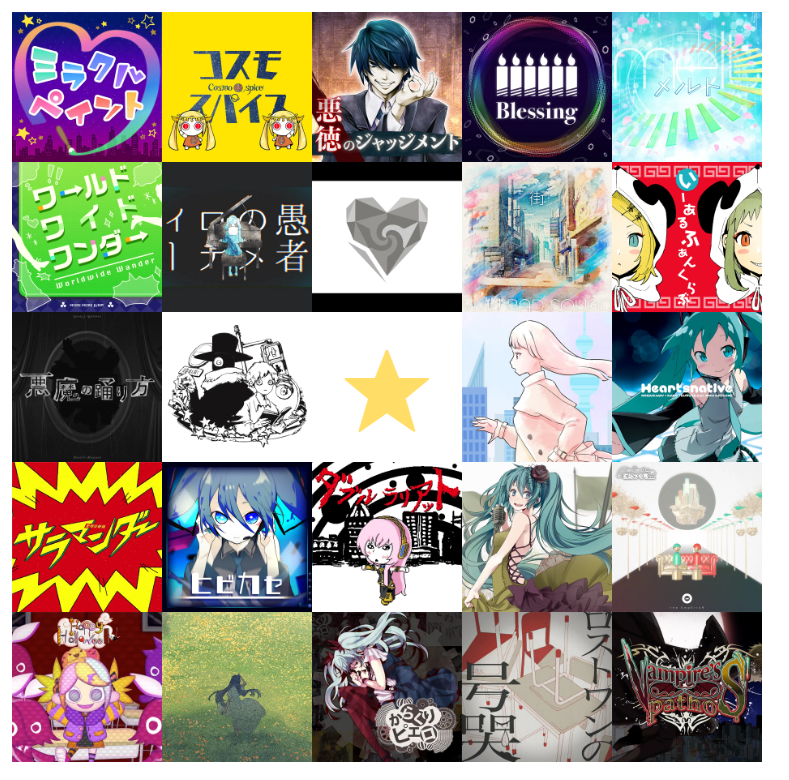 ミラクル
ペイント
コスモ
Cosmo spice
スパイス
悪
徳のジャッジメント
Blessing
melt
メルト
ワールド
ワイド
ワンダー
Worldwide Wander
イロの愚
者
街
いーあるふぁんくらぶ
悪魔の踊り方
Heartsnative
サラマンダー
ヒビカセ
ダブルラリアット
からくり
ピエロ
ロストワンの
号哭
Vampire's
pathoS